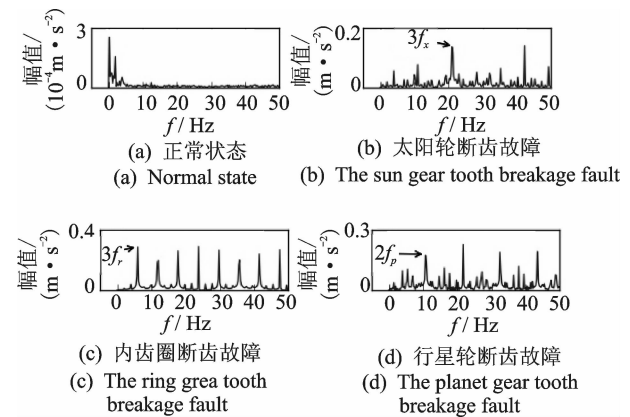 3
0
幅值/
(10⁻⁴m·s⁻²)
0 10 20 30 40 50
f / Hz
(a) 正常状态
(a) Normal state
0.2
0
幅值/
(m·s⁻²)
3fₓ
0 10 20 30 40 50
f / Hz
(b) 太阳轮断齿故障
(b) The sun gear tooth breakage fault
0.4
0
幅值/
(m·s⁻²)
3fᵣ
0 10 20 30 40 50
f / Hz
(c) 内齿圈断齿故障
(c) The ring grea tooth
breakage fault
0.3
0
幅值/
(m·s⁻²)
2fₚ
0 10 20 30 40 50
f / Hz
(d) 行星轮断齿故障
(d) The planet gear tooth
breakage fault